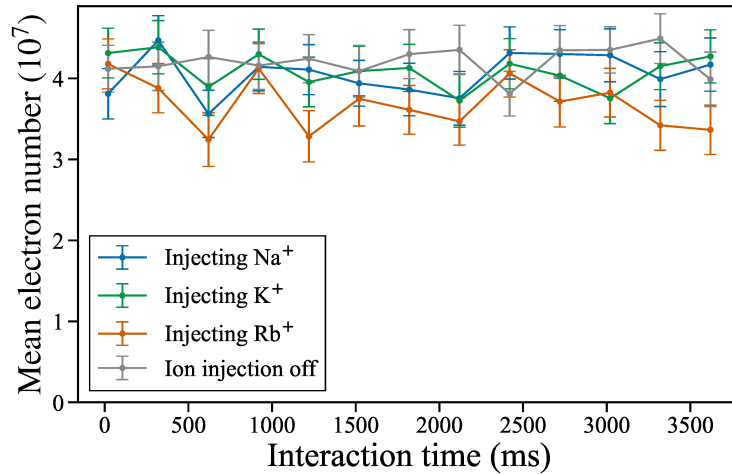 Mean electron number (10⁷)
4
3
2
1
0
Injecting Na⁺
Injecting K⁺
Injecting Rb⁺
Ion injection off
0 500 1000 1500 2000 2500 3000 3500
Interaction time (ms)